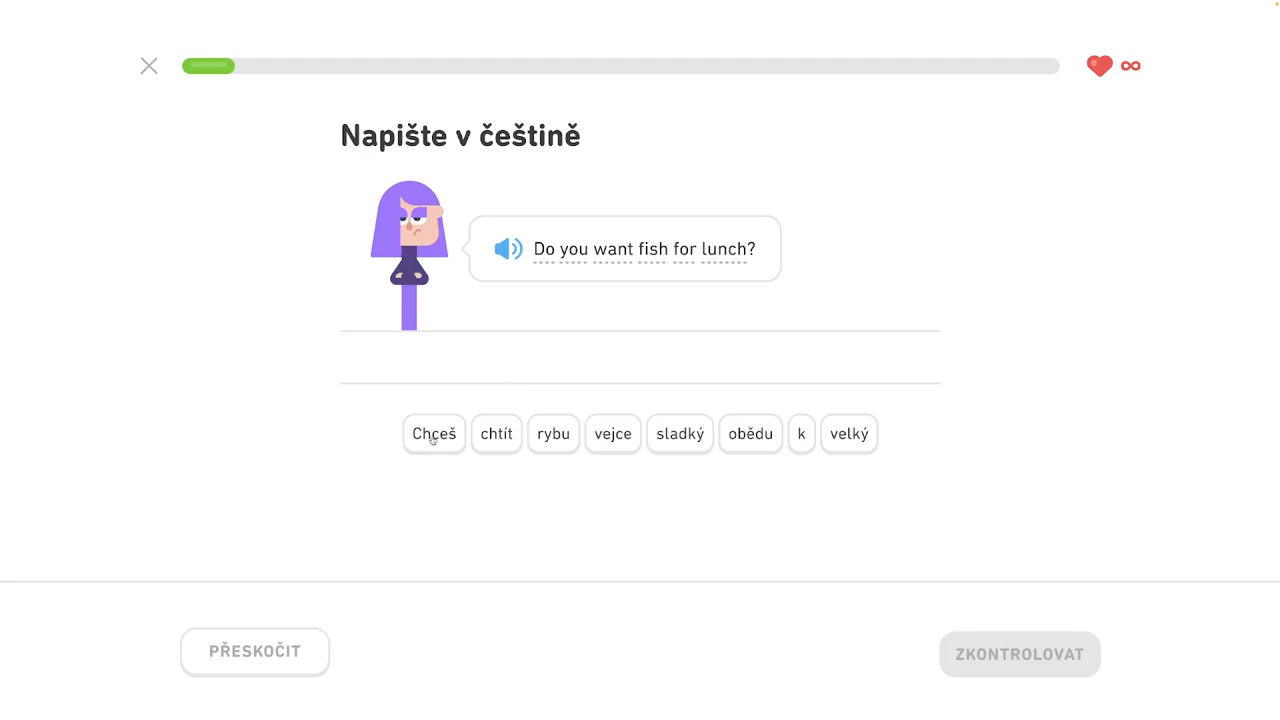 Napište v češtině
Do you want fish for lunch?
Chceš chtít rybu vejce sladký obědu k velký
PŘESKOČIT
ZKONTROLOVAT